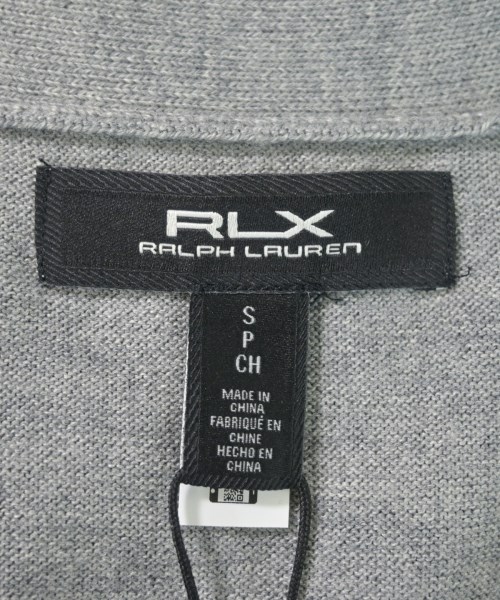 RLX
RALPH LAUREN
S
P
CH
MADE IN
CHINA
FABRIQUÉ EN
CHINE
HECHO EN
CHINA